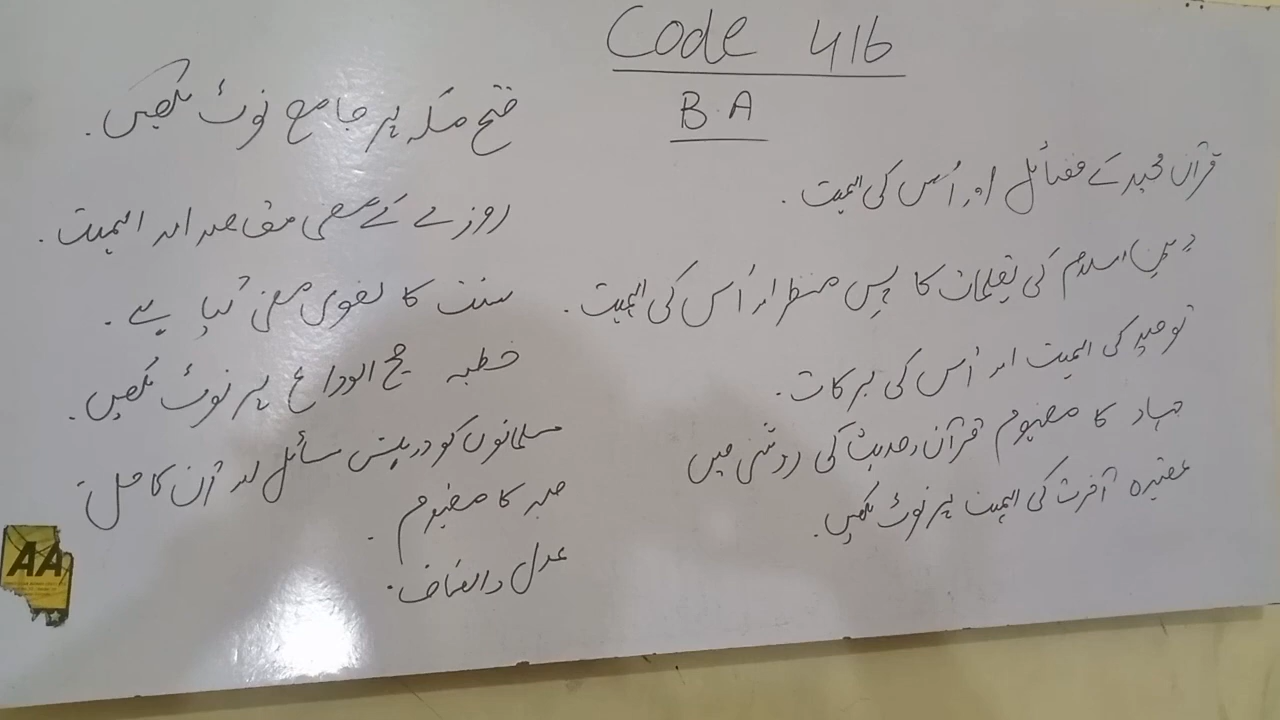 Code 416
B.A
قرآن مجید کے فضائل اور اُس کی اہمیت۔
دین اسلام کی تعلیمات کا پس منظر اور اُس کی اہمیت۔
توحید کی اہمیت اور اُس کی برکات۔
جہاد کا مفہوم قرآن و حدیث کی روشنی میں
عقیدہ آخرت کی اہمیت پر نوٹ لکھیں۔
فتح مکہ پر جامع نوٹ لکھیں۔
روزے کے معنی مقاصد اور اہمیت۔
سنت کا لغوی معنی کیا ہے۔
خطبہ حج الوداع پر نوٹ لکھیں۔
مسلمانوں کو درپیش مسائل اور ان کا حل
صبر کا مفہوم۔
عدل و انصاف۔
AA